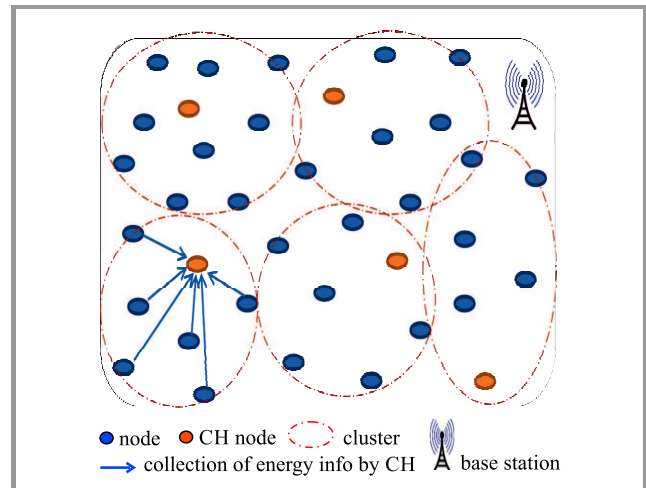 node CH node cluster
collection of energy info by CH base station